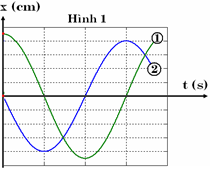 x (cm)
Hình 1
①
②
t (s)